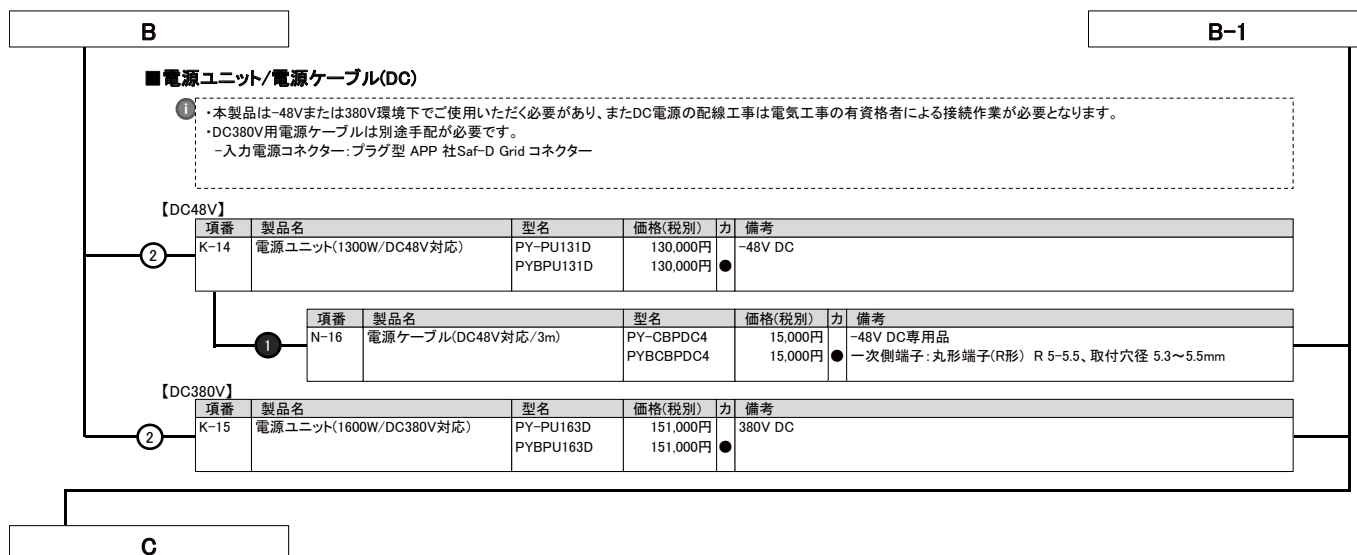 B
B-1
■電源ユニット/電源ケーブル(DC)
i
・本製品は-48Vまたは380V環境下でご使用いただく必要があり、またDC電源の配線工事は電気工事の有資格者による接続作業が必要となります。
・DC380V用電源ケーブルは別途手配が必要です。
-入力電源コネクター:プラグ型 APP 社Saf-D Grid コネクター
【DC48V】
項番 製品名 型名 価格(税別) カ 備考
2 K-14 電源ユニット(1300W/DC48V対応) PY-PU131D 130,000円 -48V DC
PYBPU131D 130,000円 ●
項番 製品名 型名 価格(税別) カ 備考
1 N-16 電源ケーブル(DC48V対応/3m) PY-CBPDC4 15,000円 -48V DC専用品
PYBCBPDC4 15,000円 ● 一次側端子:丸形端子(R形) R 5-5.5、取付穴径 5.3～5.5mm
【DC380V】
項番 製品名 型名 価格(税別) カ 備考
2 K-15 電源ユニット(1600W/DC380V対応) PY-PU163D 151,000円 380V DC
PYBPU163D 151,000円 ●
C